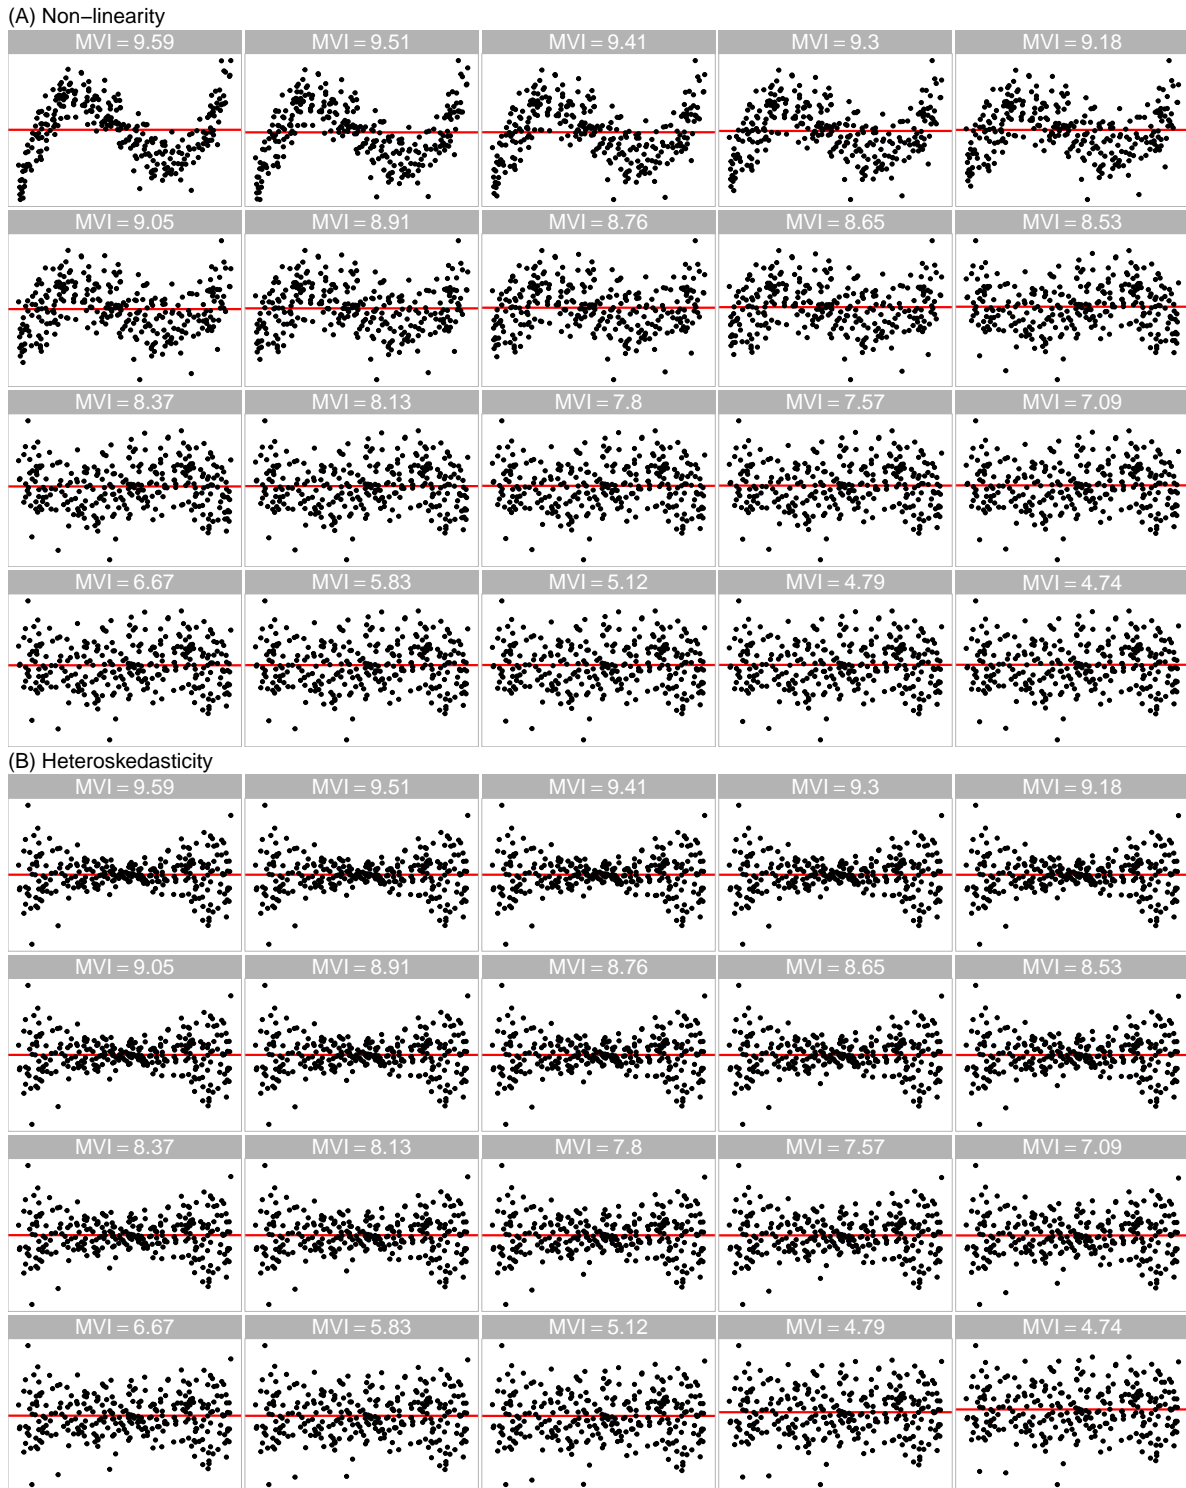 (A) Non−linearity
MVI = 9.59 MVI = 9.51 MVI = 9.41 MVI = 9.3 MVI = 9.18
MVI = 9.05 MVI = 8.91 MVI = 8.76 MVI = 8.65 MVI = 8.53
MVI = 8.37 MVI = 8.13 MVI = 7.8 MVI = 7.57 MVI = 7.09
MVI = 6.67 MVI = 5.83 MVI = 5.12 MVI = 4.79 MVI = 4.74
(B) Heteroskedasticity
MVI = 9.59 MVI = 9.51 MVI = 9.41 MVI = 9.3 MVI = 9.18
MVI = 9.05 MVI = 8.91 MVI = 8.76 MVI = 8.65 MVI = 8.53
MVI = 8.37 MVI = 8.13 MVI = 7.8 MVI = 7.57 MVI = 7.09
MVI = 6.67 MVI = 5.83 MVI = 5.12 MVI = 4.79 MVI = 4.74